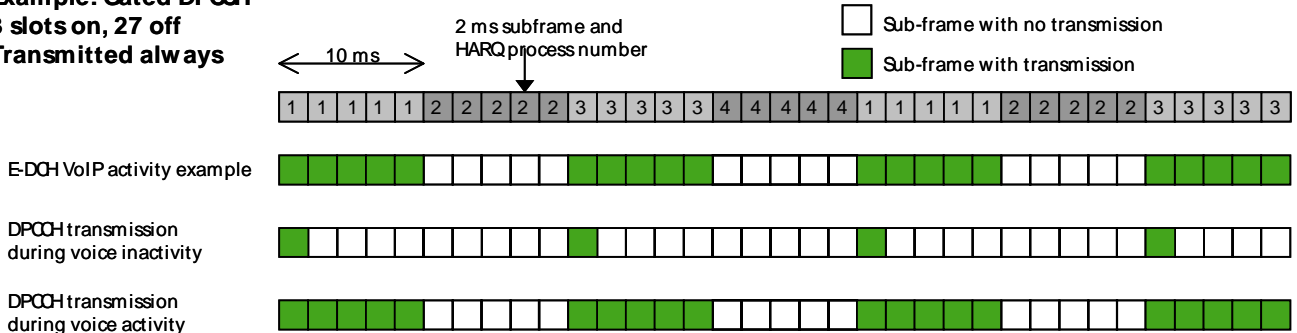 Example: Gated DPCCH
3 slots on, 27 off
Transmitted always
2 ms subframe and
HARQ process number
10 ms
Sub-frame with no transmission
Sub-frame with transmission
1 1 1 1 1 2 2 2 2 2 3 3 3 3 3 4 4 4 4 4 1 1 1 1 1 2 2 2 2 2 3 3 3 3 3
E-DCH VoIP activity example
DPCCH transmission
during voice inactivity
DPCCH transmission
during voice activity